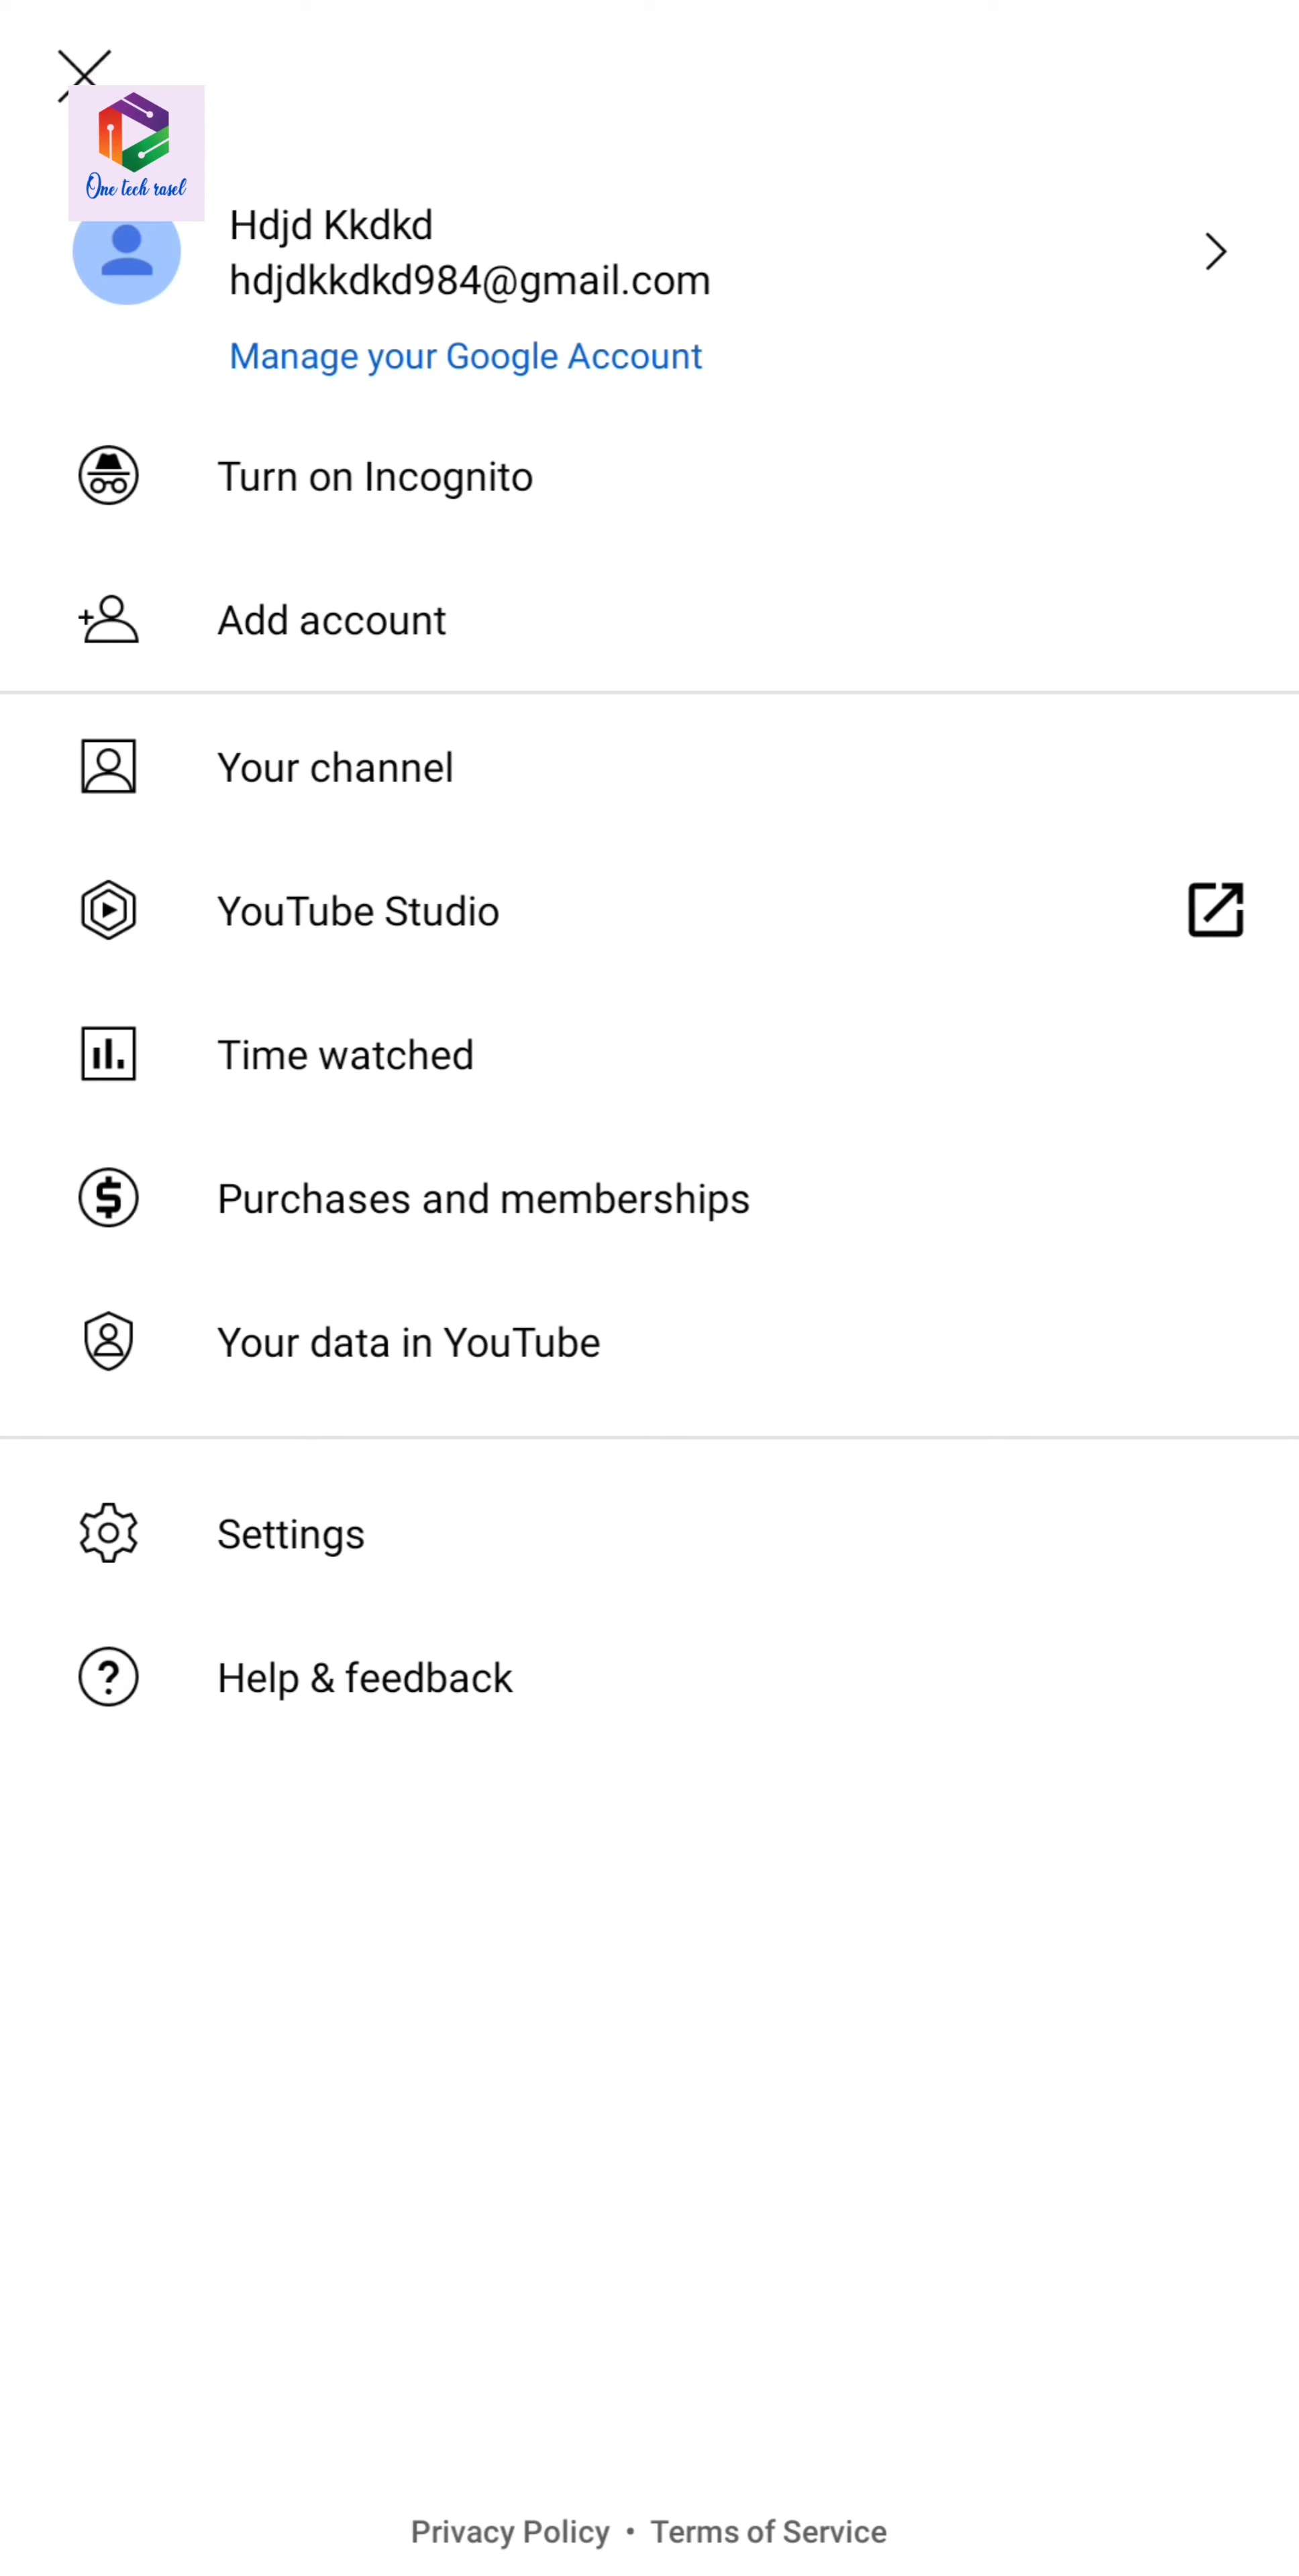 One tech rasel
Hdjd Kkdkd
hdjdkkdkd984@gmail.com
Manage your Google Account
Turn on Incognito
Add account
Your channel
YouTube Studio
Time watched
Purchases and memberships
Your data in YouTube
Settings
Help & feedback
Privacy Policy • Terms of Service